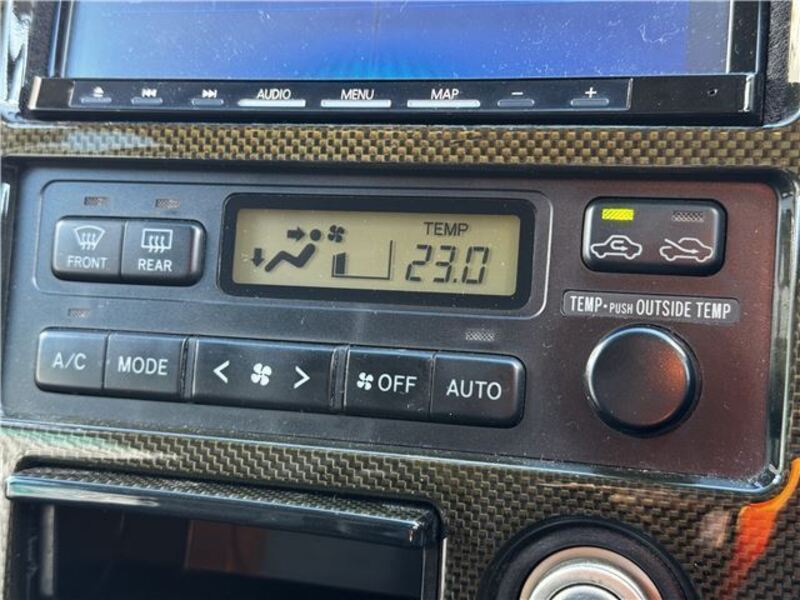 AUDIO MENU MAP − +
FRONT REAR
TEMP
23.0
TEMP•PUSH OUTSIDE TEMP
A/C MODE < > OFF AUTO